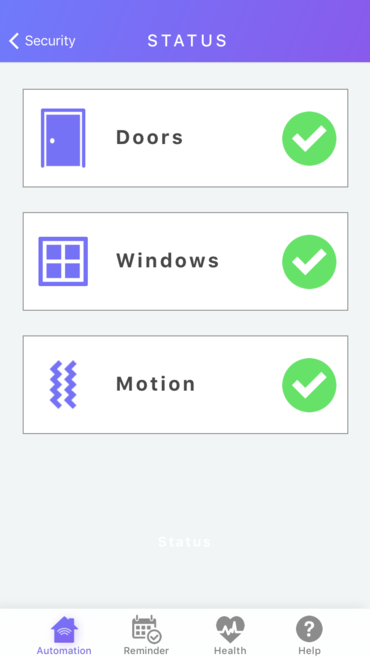 Security
STATUS
Doors
Windows
Motion
Status
Automation
Reminder
Health
Help